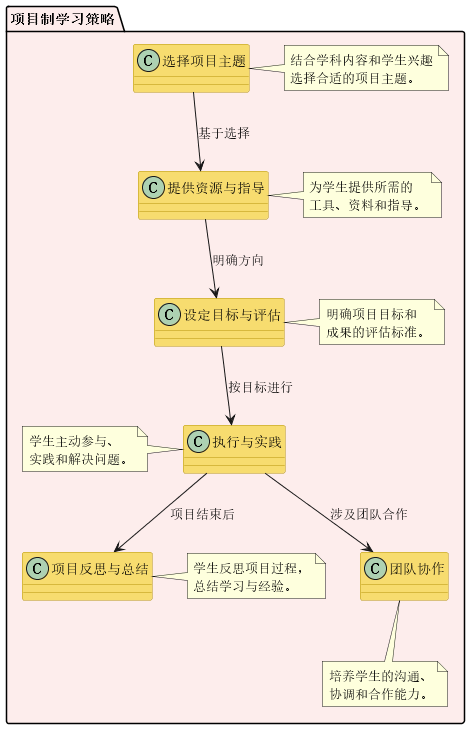 项目制学习策略
C 选择项目主题
结合学科内容和学生兴趣
选择合适的项目主题。
基于选择
C 提供资源与指导
为学生提供所需的
工具、资料和指导。
明确方向
C 设定目标与评估
明确项目目标和
成果的评估标准。
按目标进行
学生主动参与、
实践和解决问题。
C 执行与实践
项目结束后
涉及团队合作
C 项目反思与总结
学生反思项目过程，
总结学习与经验。
C 团队协作
培养学生的沟通、
协调和合作能力。